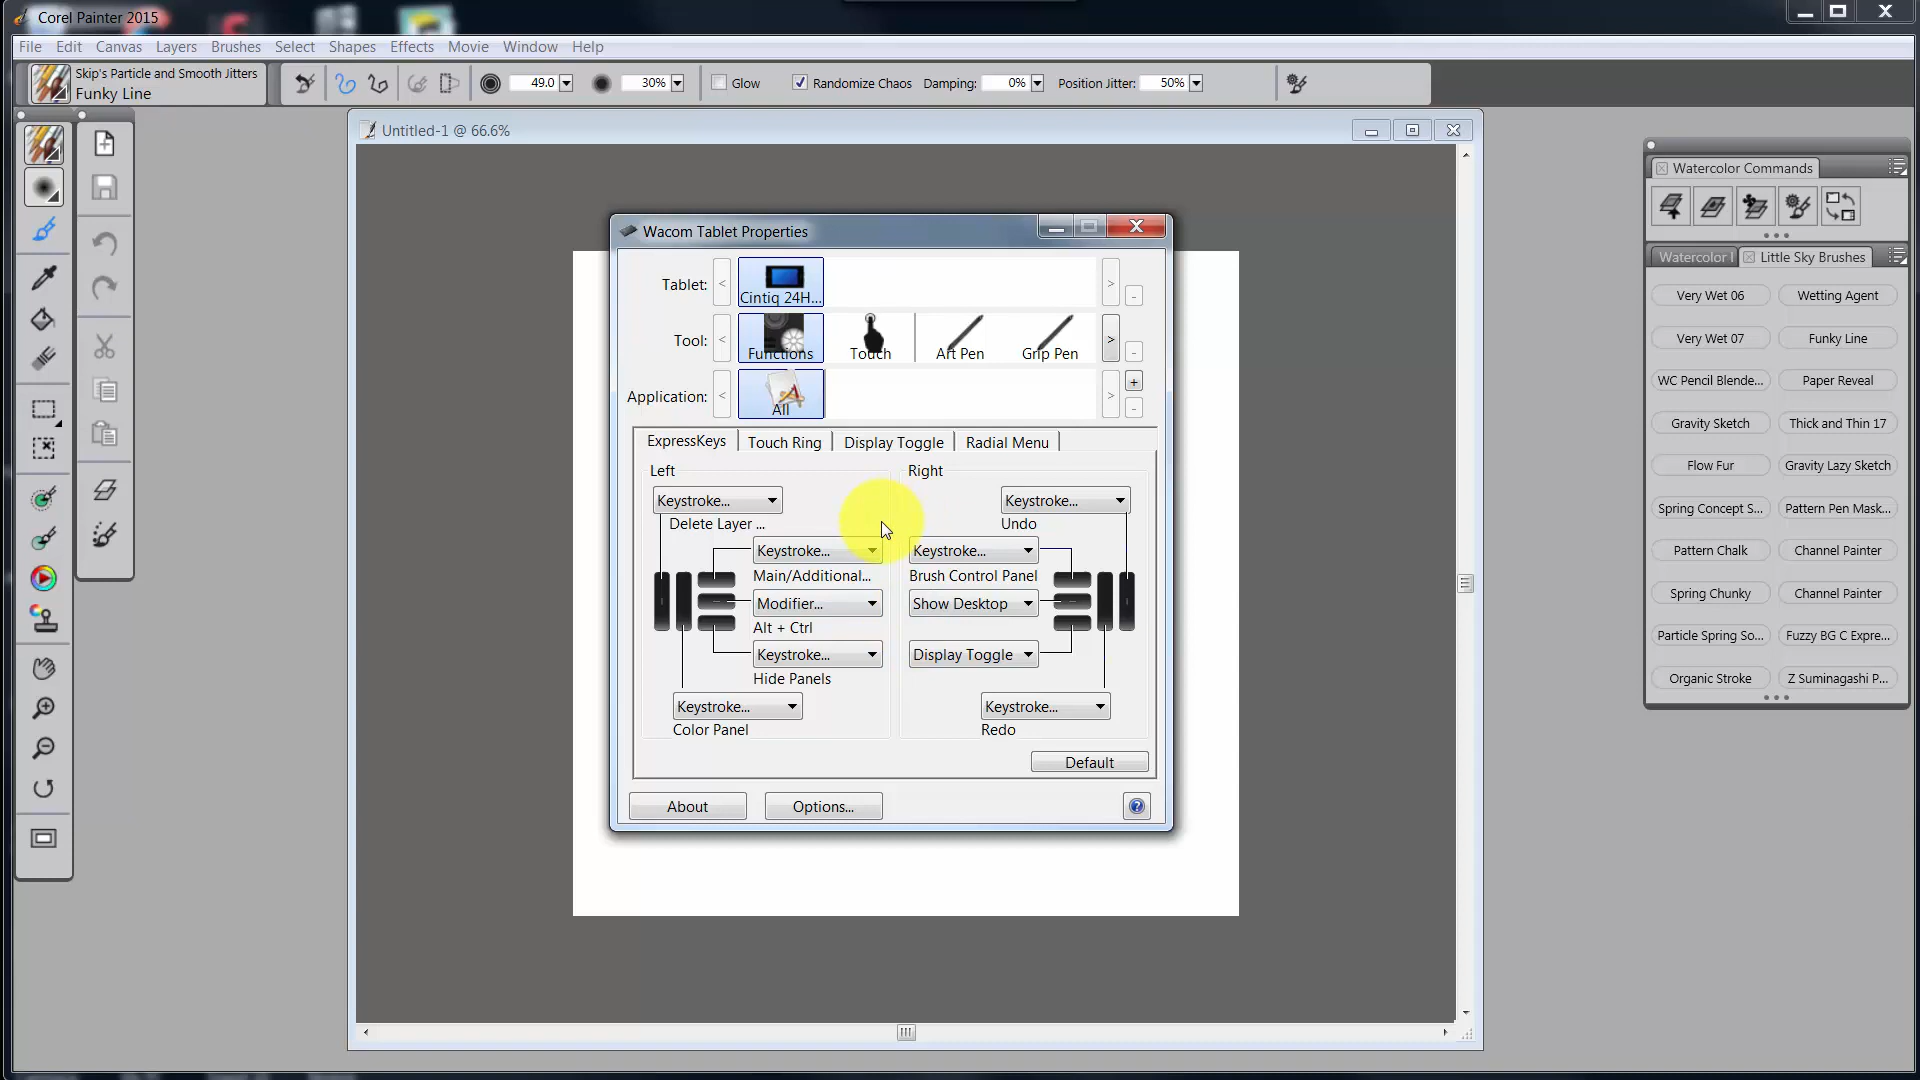 Corel Painter 2015
File Edit Canvas Layers Brushes Select Shapes Effects Movie Window Help
Skip's Particle and Smooth Jitters
Funky Line
49.0
30%
Glow
Randomize Chaos
Damping: 0%
Position Jitter: 50%
Untitled-1 @ 66.6%
Wacom Tablet Properties
Tablet: < Cintiq 24H... > -
Tool: < Functions Touch Art Pen Grip Pen > -
Application: < All > + -
ExpressKeys Touch Ring Display Toggle Radial Menu
Left
Keystroke...
Delete Layer ...
Keystroke...
Main/Additional...
Modifier...
Alt + Ctrl
Keystroke...
Hide Panels
Keystroke...
Color Panel
Right
Keystroke...
Undo
Keystroke...
Brush Control Panel
Show Desktop
Display Toggle
Keystroke...
Redo
Default
About Options... ?
Watercolor Commands
Watercolor I Little Sky Brushes
Very Wet 06 Wetting Agent
Very Wet 07 Funky Line
WC Pencil Blende... Paper Reveal
Gravity Sketch Thick and Thin 17
Flow Fur Gravity Lazy Sketch
Spring Concept S... Pattern Pen Mask...
Pattern Chalk Channel Painter
Spring Chunky Channel Painter
Particle Spring So... Fuzzy BG C Expre...
Organic Stroke Z Suminagashi P...